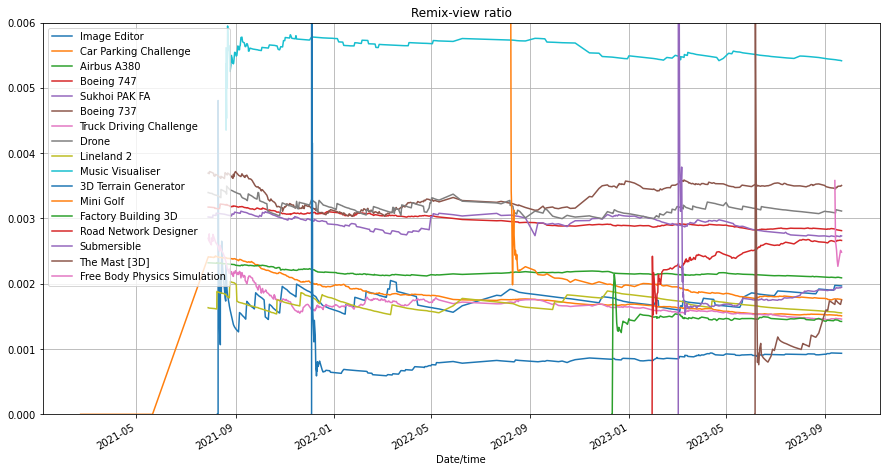 Remix-view ratio
0.006
0.005
0.004
0.003
0.002
0.001
0.000
Image Editor
Car Parking Challenge
Airbus A380
Boeing 747
Sukhoi PAK FA
Boeing 737
Truck Driving Challenge
Drone
Lineland 2
Music Visualiser
3D Terrain Generator
Mini Golf
Factory Building 3D
Road Network Designer
Submersible
The Mast [3D]
Free Body Physics Simulation
2021-05
2021-09
2022-01
2022-05
2022-09
2023-01
2023-05
2023-09
Date/time